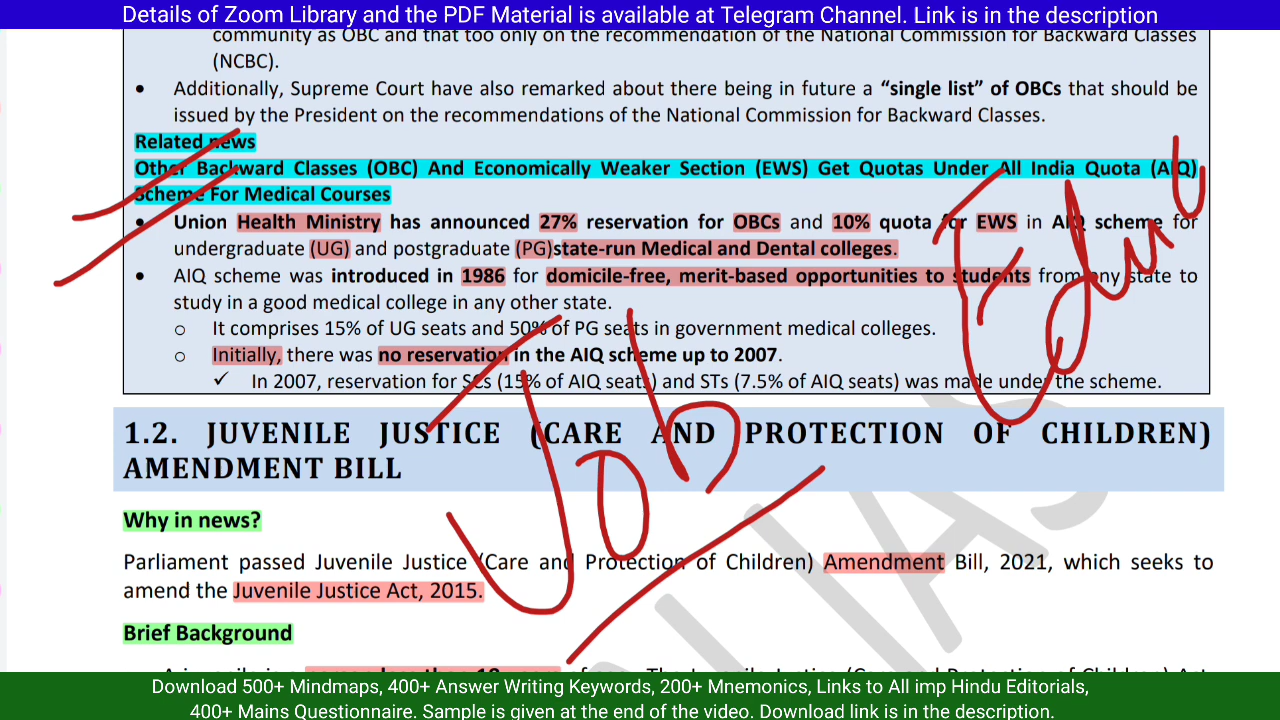 Details of Zoom Library and the PDF Material is available at Telegram Channel. Link is in the description
community as OBC and that too only on the recommendation of the National Commission for Backward Classes
(NCBC).
• Additionally, Supreme Court have also remarked about there being in future a “single list” of OBCs that should be
issued by the President on the recommendations of the National Commission for Backward Classes.
Related news
Other Backward Classes (OBC) And Economically Weaker Section (EWS) Get Quotas Under All India Quota (AIQ)
Scheme For Medical Courses
• Union Health Ministry has announced 27% reservation for OBCs and 10% quota for EWS in AIQ scheme for
undergraduate (UG) and postgraduate (PG)state-run Medical and Dental colleges.
• AIQ scheme was introduced in 1986 for domicile-free, merit-based opportunities to students from any state to
study in a good medical college in any other state.
o It comprises 15% of UG seats and 50% of PG seats in government medical colleges.
o Initially, there was no reservation in the AIQ scheme up to 2007.
✓ In 2007, reservation for SCs (15% of AIQ seats) and STs (7.5% of AIQ seats) was made under the scheme.
Job
Edu
1.2. JUVENILE JUSTICE (CARE AND PROTECTION OF CHILDREN)
AMENDMENT BILL
Why in news?
Parliament passed Juvenile Justice (Care and Protection of Children) Amendment Bill, 2021, which seeks to
amend the Juvenile Justice Act, 2015.
Brief Background
IAS
Download 500+ Mindmaps, 400+ Answer Writing Keywords, 200+ Mnemonics, Links to All imp Hindu Editorials,
400+ Mains Questionnaire. Sample is given at the end of the video. Download link is in the description.